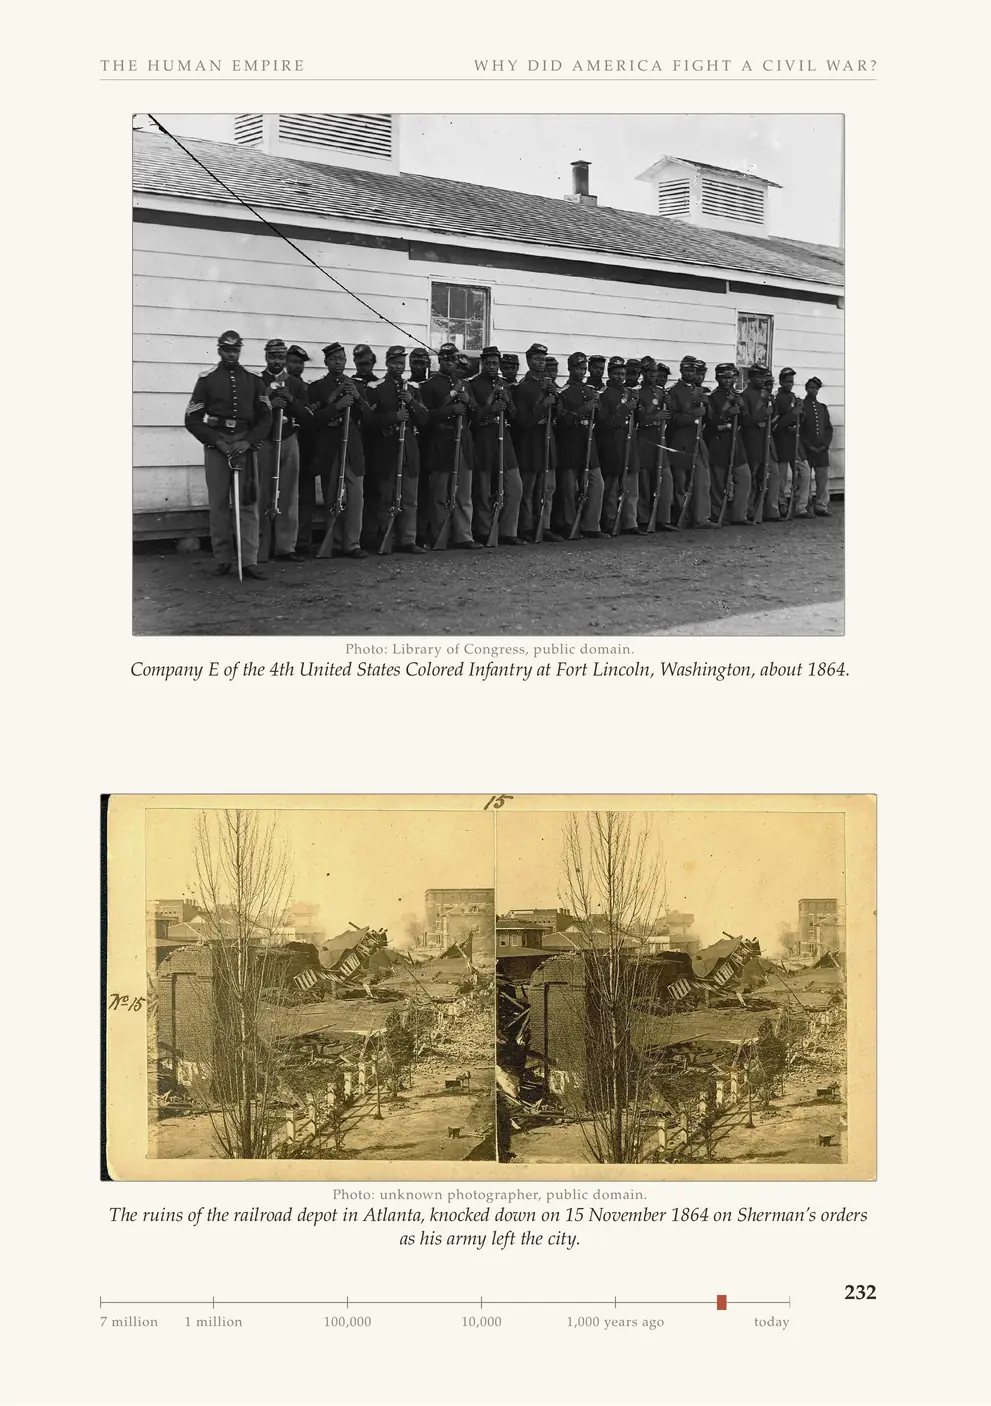 THE HUMAN EMPIRE
WHY DID AMERICA FIGHT A CIVIL WAR?
Photo: Library of Congress, public domain.
Company E of the 4th United States Colored Infantry at Fort Lincoln, Washington, about 1864.
15
No 15
Photo: unknown photographer, public domain.
The ruins of the railroad depot in Atlanta, knocked down on 15 November 1864 on Sherman's orders
as his army left the city.
232
7 million 1 million 100,000 10,000 1,000 years ago today